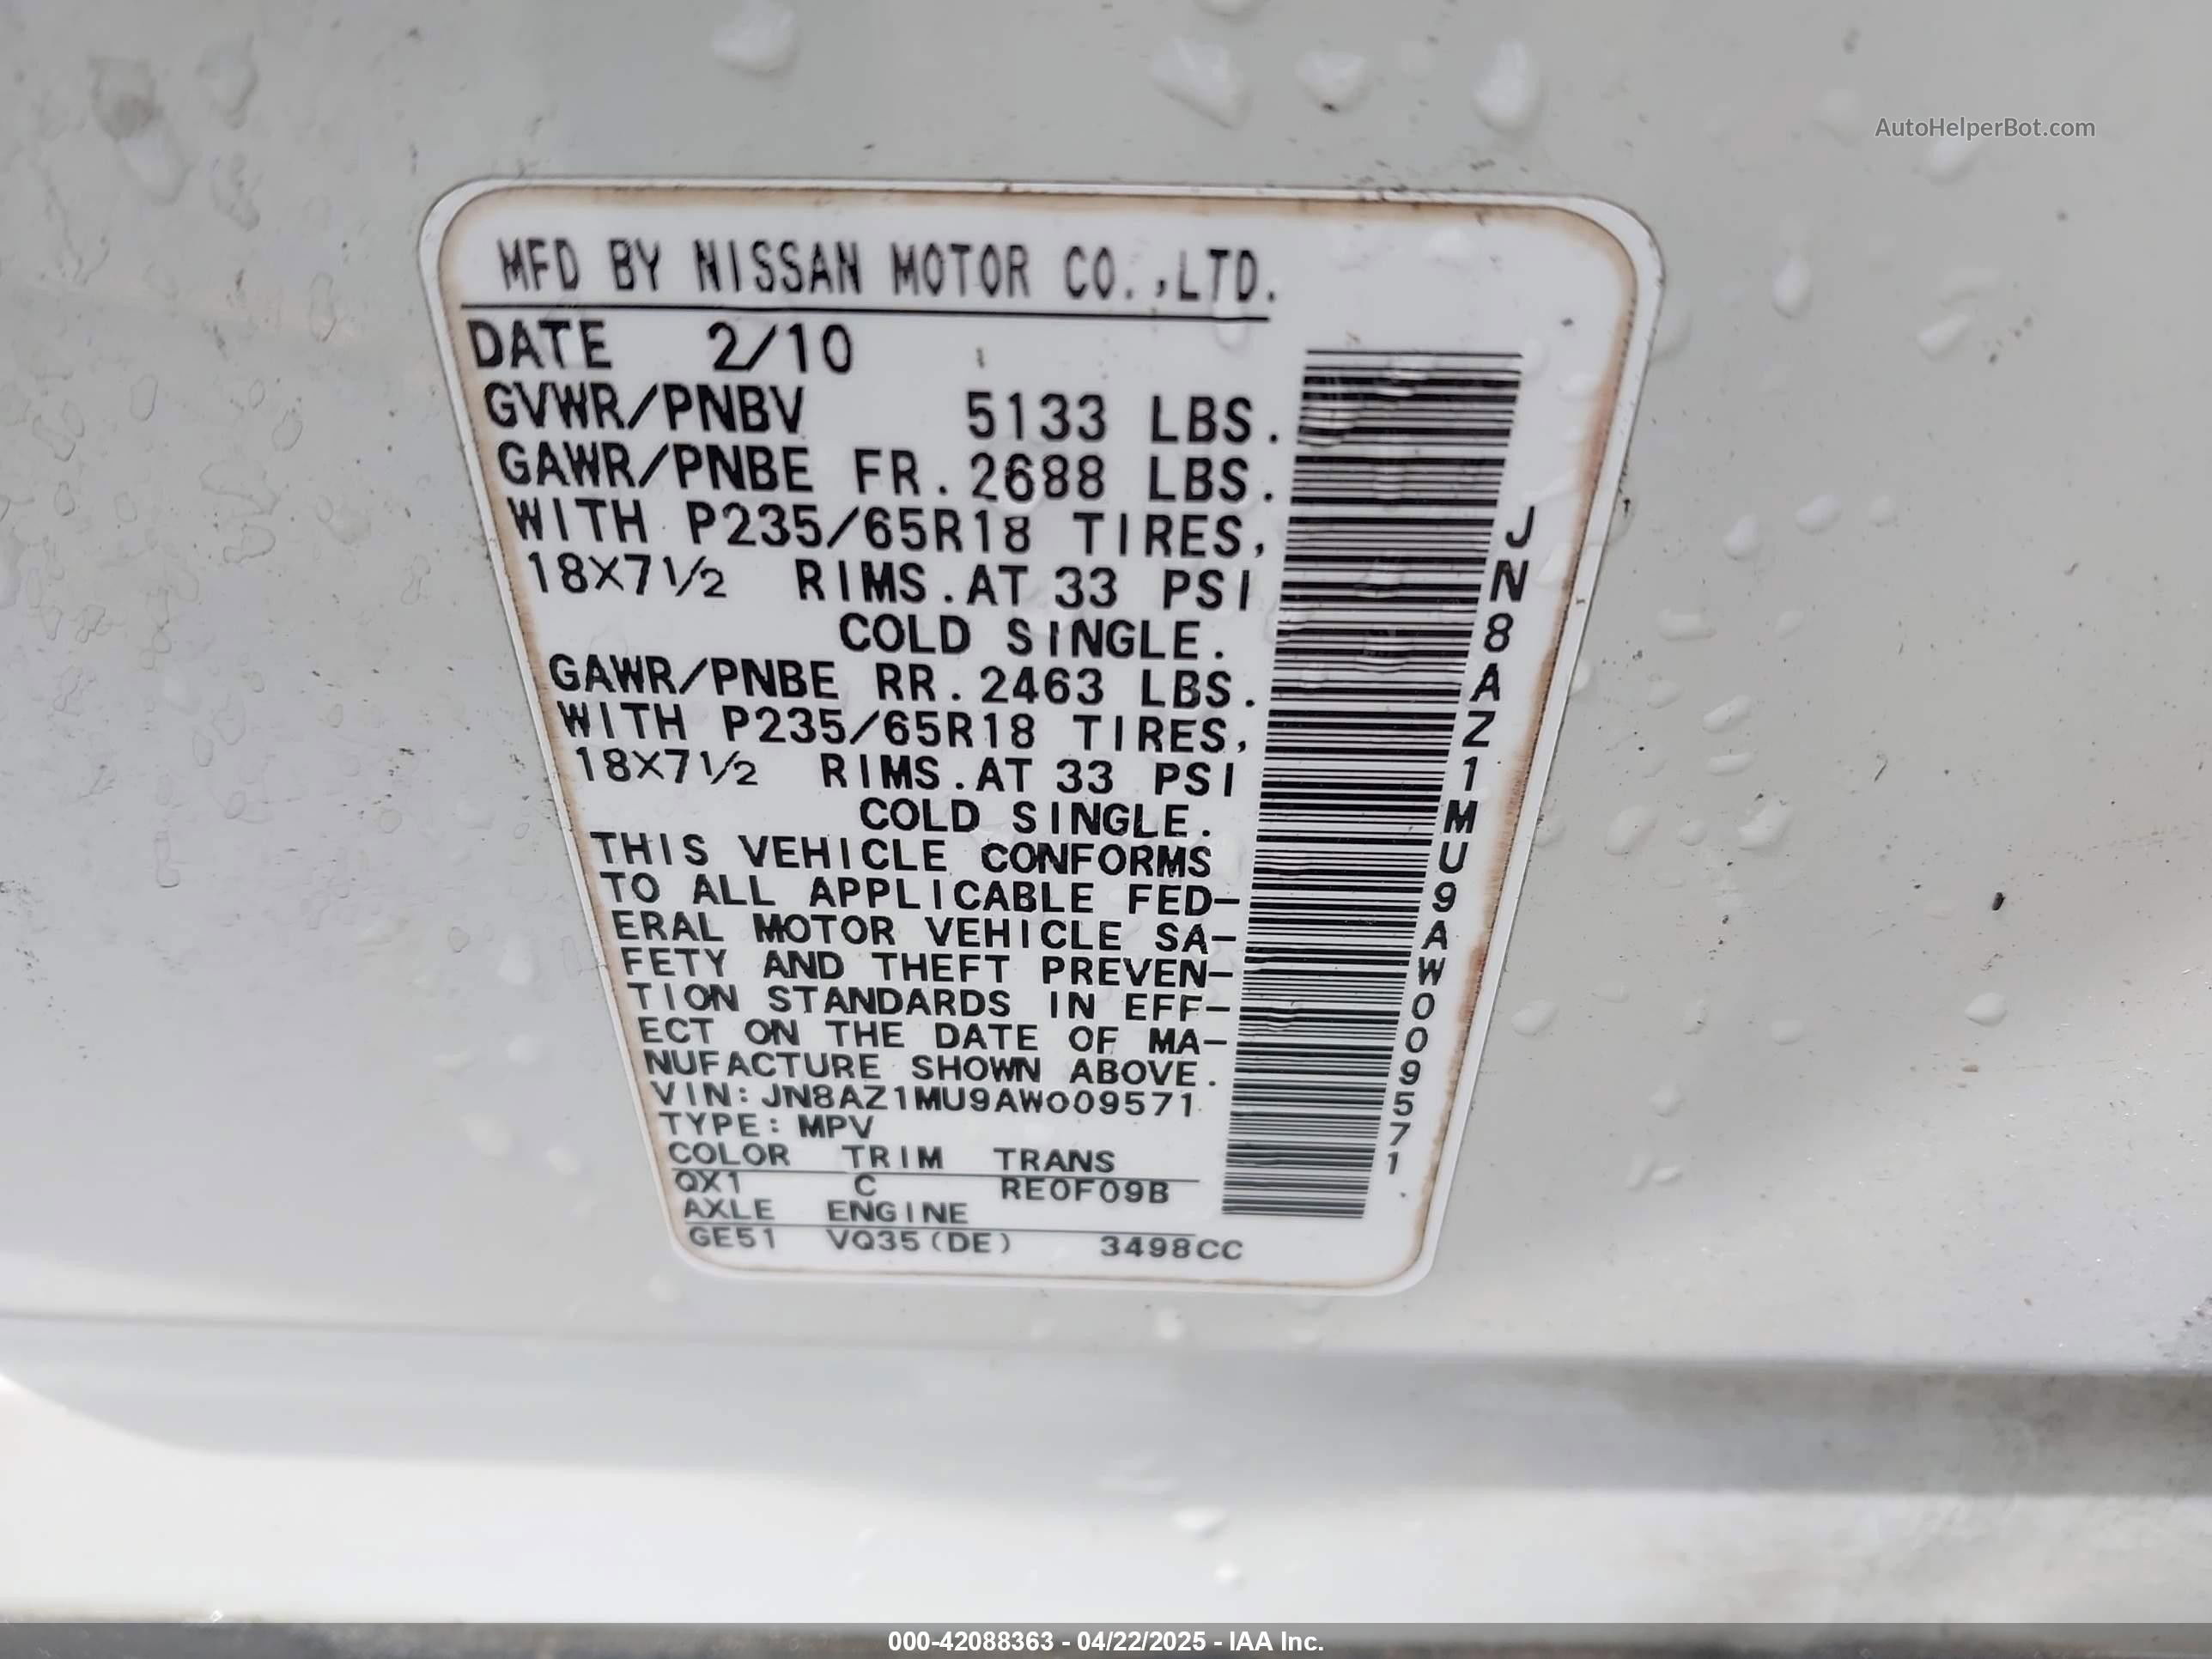 AutoHelperBot.com
MFD BY NISSAN MOTOR CO.,LTD.
DATE 2/10
GVWR/PNBV 5133 LBS.
GAWR/PNBE FR. 2688 LBS.
WITH P235/65R18 TIRES,
18X7½ RIMS.AT 33 PSI
COLD SINGLE.
GAWR/PNBE RR. 2463 LBS.
WITH P235/65R18 TIRES,
18X7½ RIMS.AT 33 PSI
COLD SINGLE.
THIS VEHICLE CONFORMS
TO ALL APPLICABLE FED-
ERAL MOTOR VEHICLE SA-
FETY AND THEFT PREVEN-
TION STANDARDS IN EFF-
ECT ON THE DATE OF MA-
NUFACTURE SHOWN ABOVE.
VIN: JN8AZ1MU9AW009571
TYPE: MPV
COLOR TRIM TRANS
QX1 C RE0F09B
AXLE ENGINE
GE51 VQ35(DE) 3498CC
JN8AZ1MU9AW009571
000-42088363 - 04/22/2025 - IAA Inc.